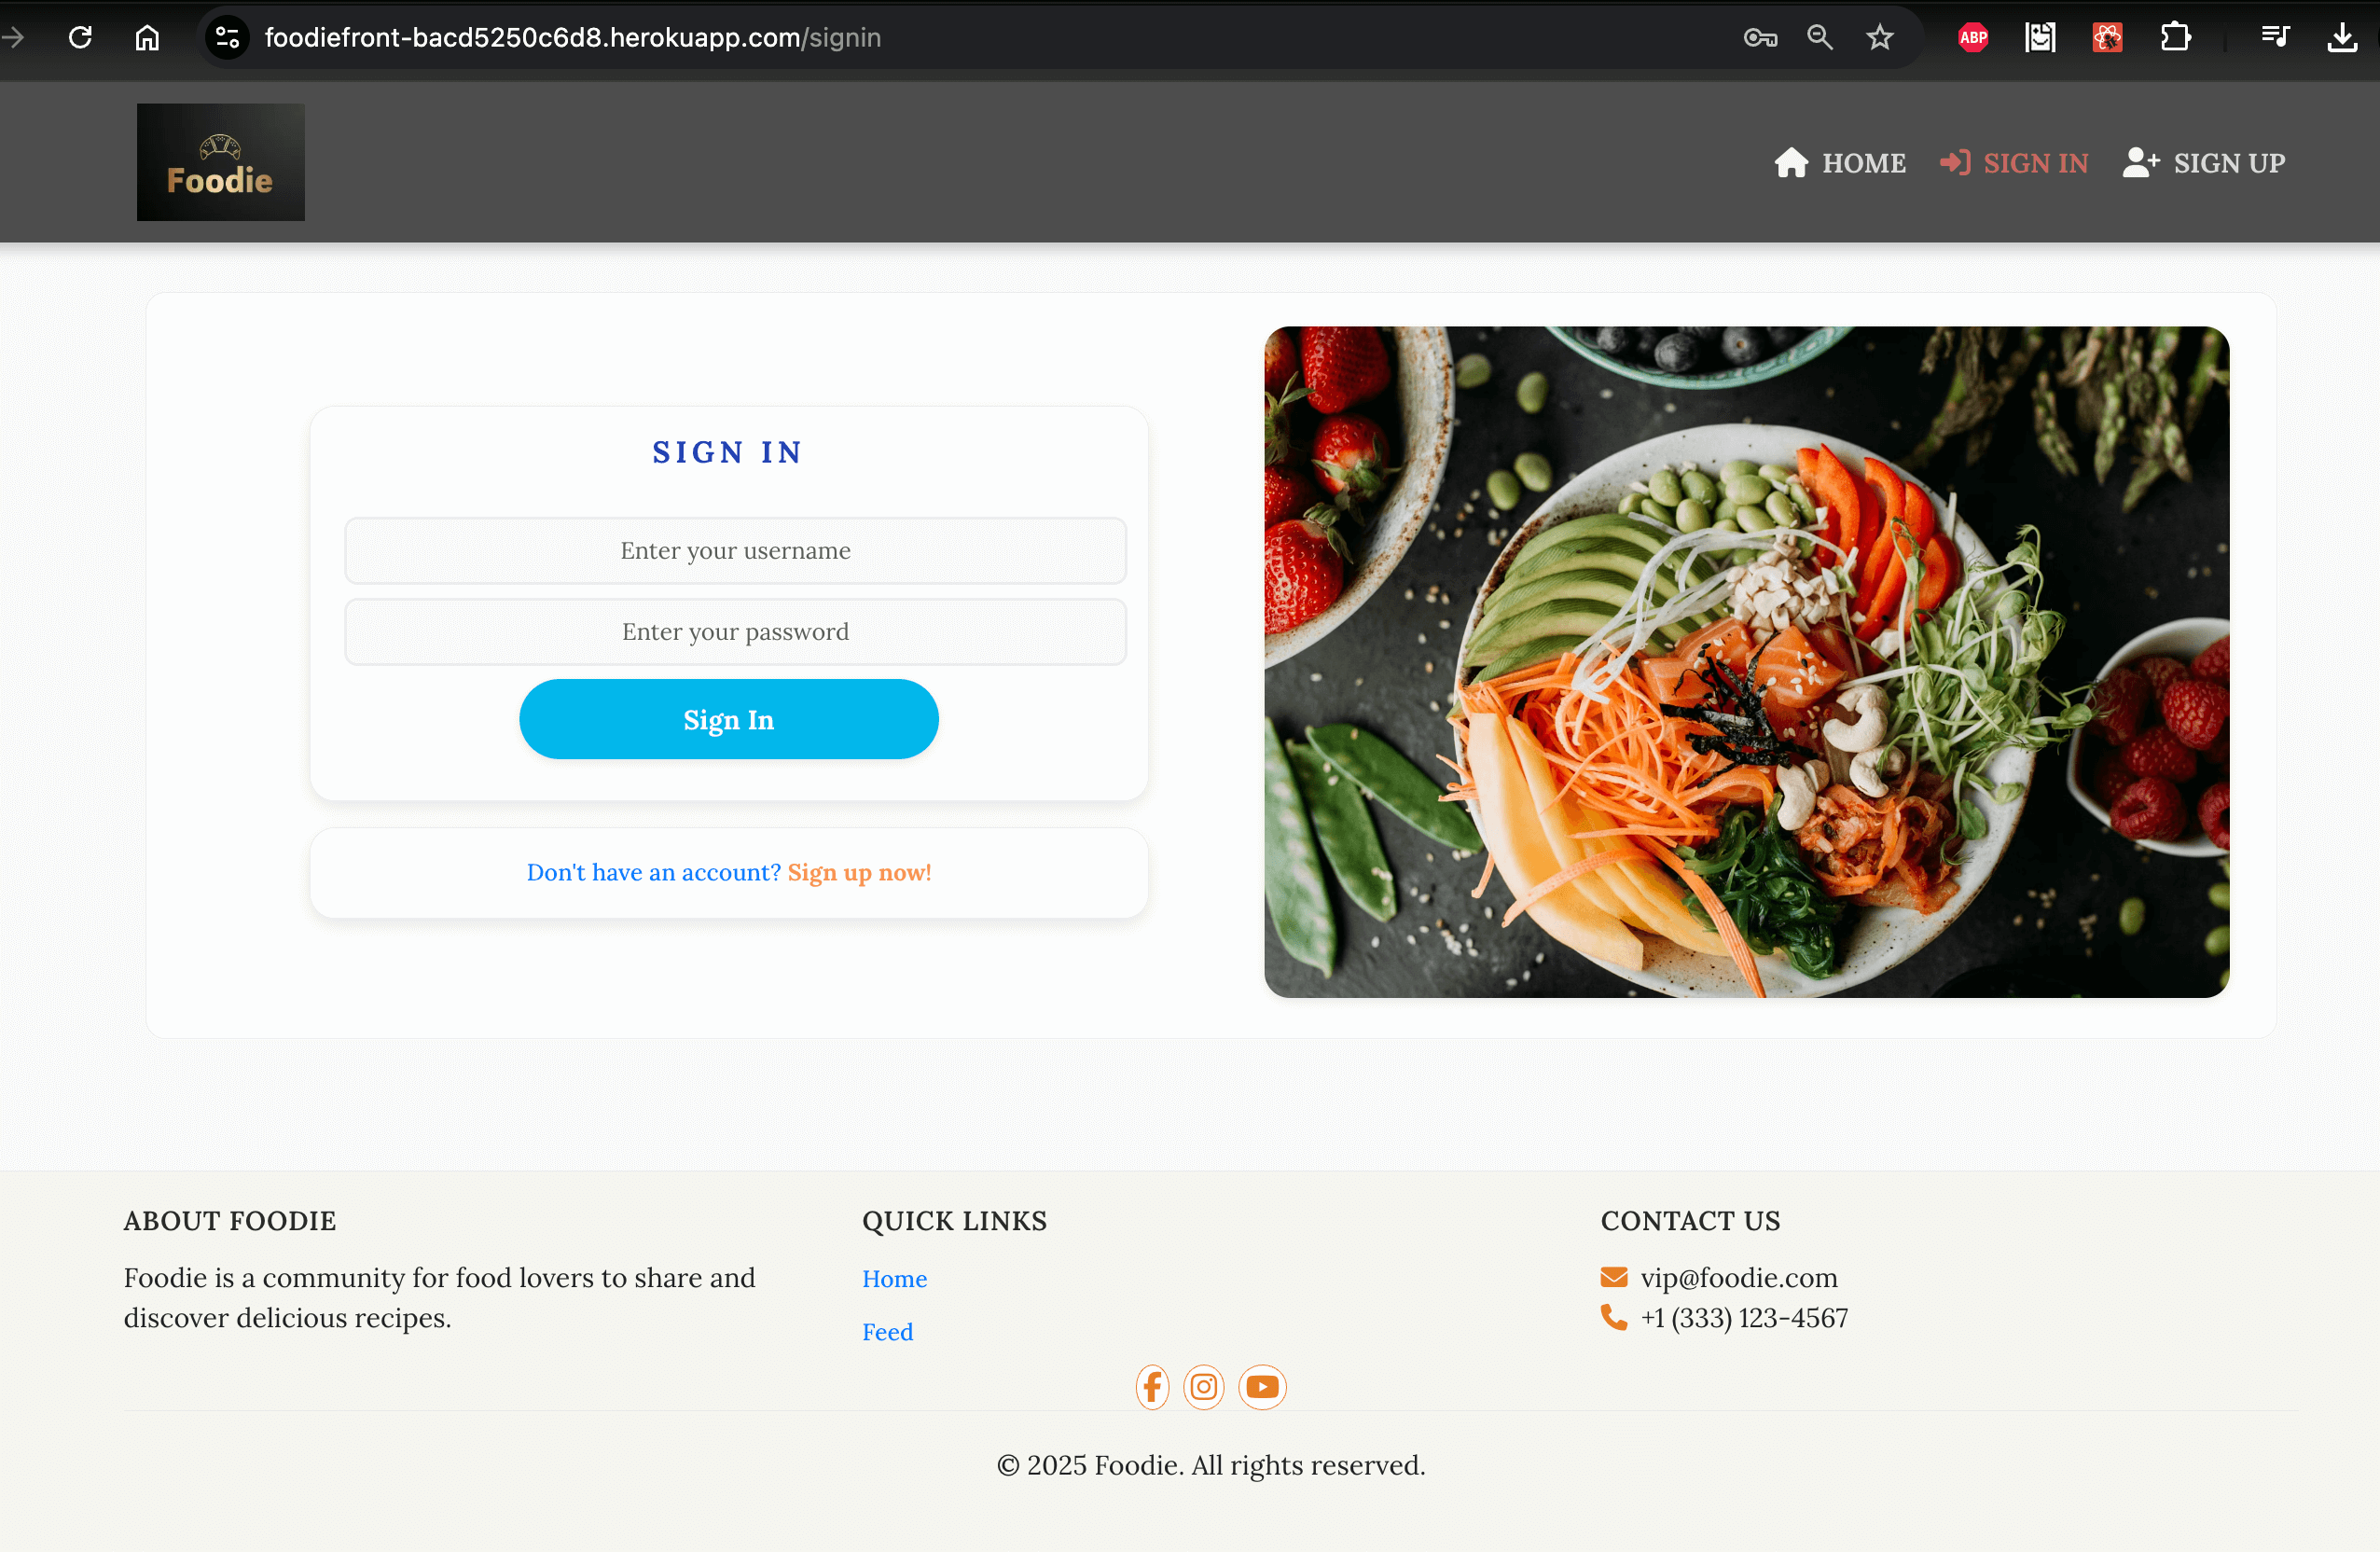 foodiefront-bacd5250c6d8.herokuapp.com/signin
ABP
Foodie
HOME
SIGN IN
SIGN UP
SIGN IN
Enter your username
Enter your password
Sign In
Don't have an account? Sign up now!
ABOUT FOODIE
Foodie is a community for food lovers to share and
discover delicious recipes.
QUICK LINKS
Home
Feed
CONTACT US
vip@foodie.com
+1 (333) 123-4567
© 2025 Foodie. All rights reserved.